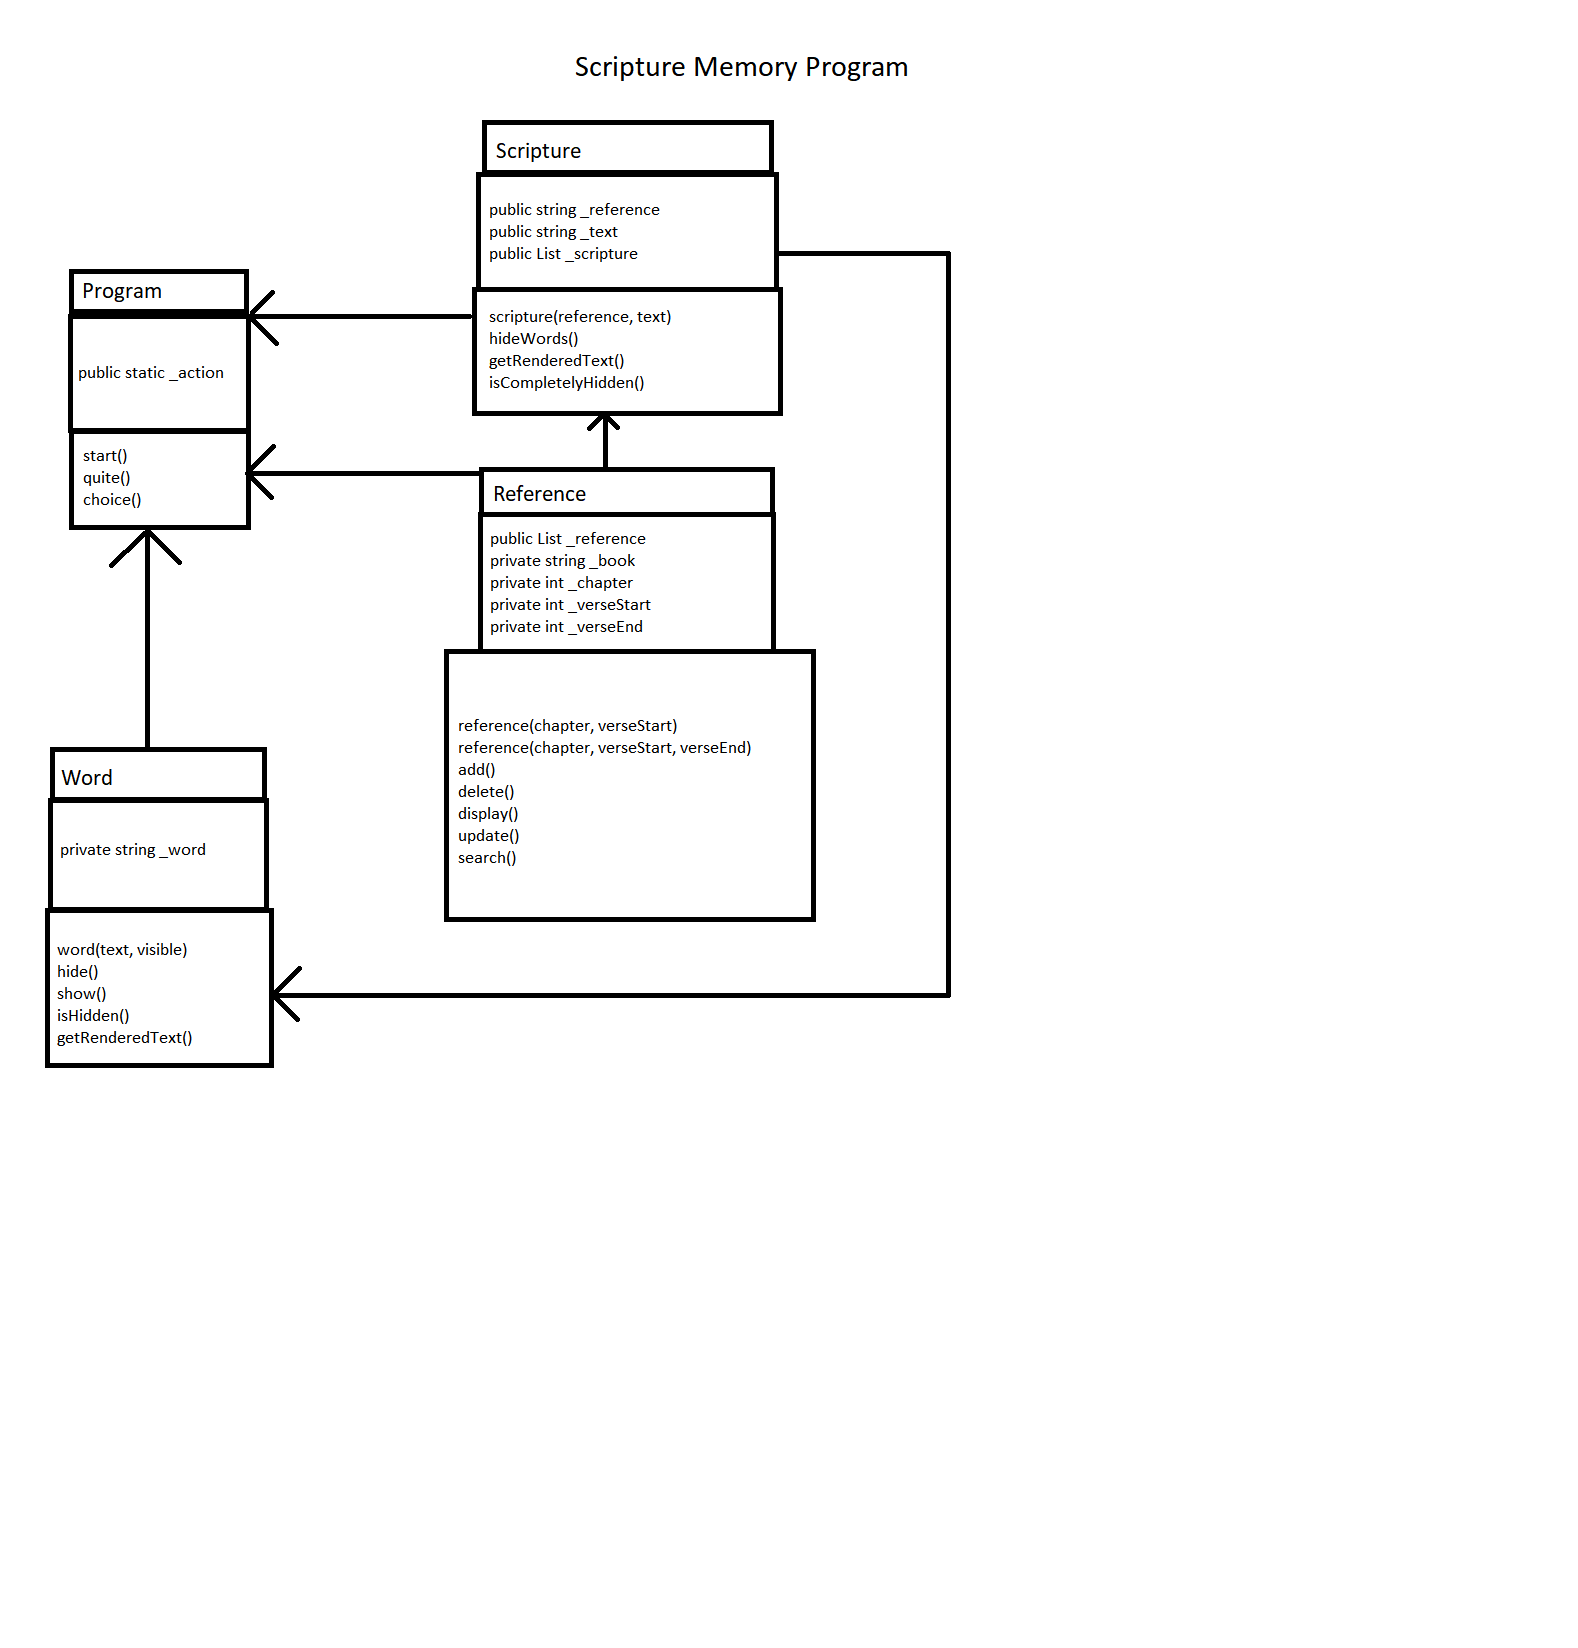 Scripture Memory Program
Scripture
public string _reference
public string _text
public List _scripture
scripture(reference, text)
hideWords()
getRenderedText()
isCompletelyHidden()
Program
public static _action
start()
quite()
choice()
Reference
public List _reference
private string _book
private int _chapter
private int _verseStart
private int _verseEnd
reference(chapter, verseStart)
reference(chapter, verseStart, verseEnd)
add()
delete()
display()
update()
search()
Word
private string _word
word(text, visible)
hide()
show()
isHidden()
getRenderedText()